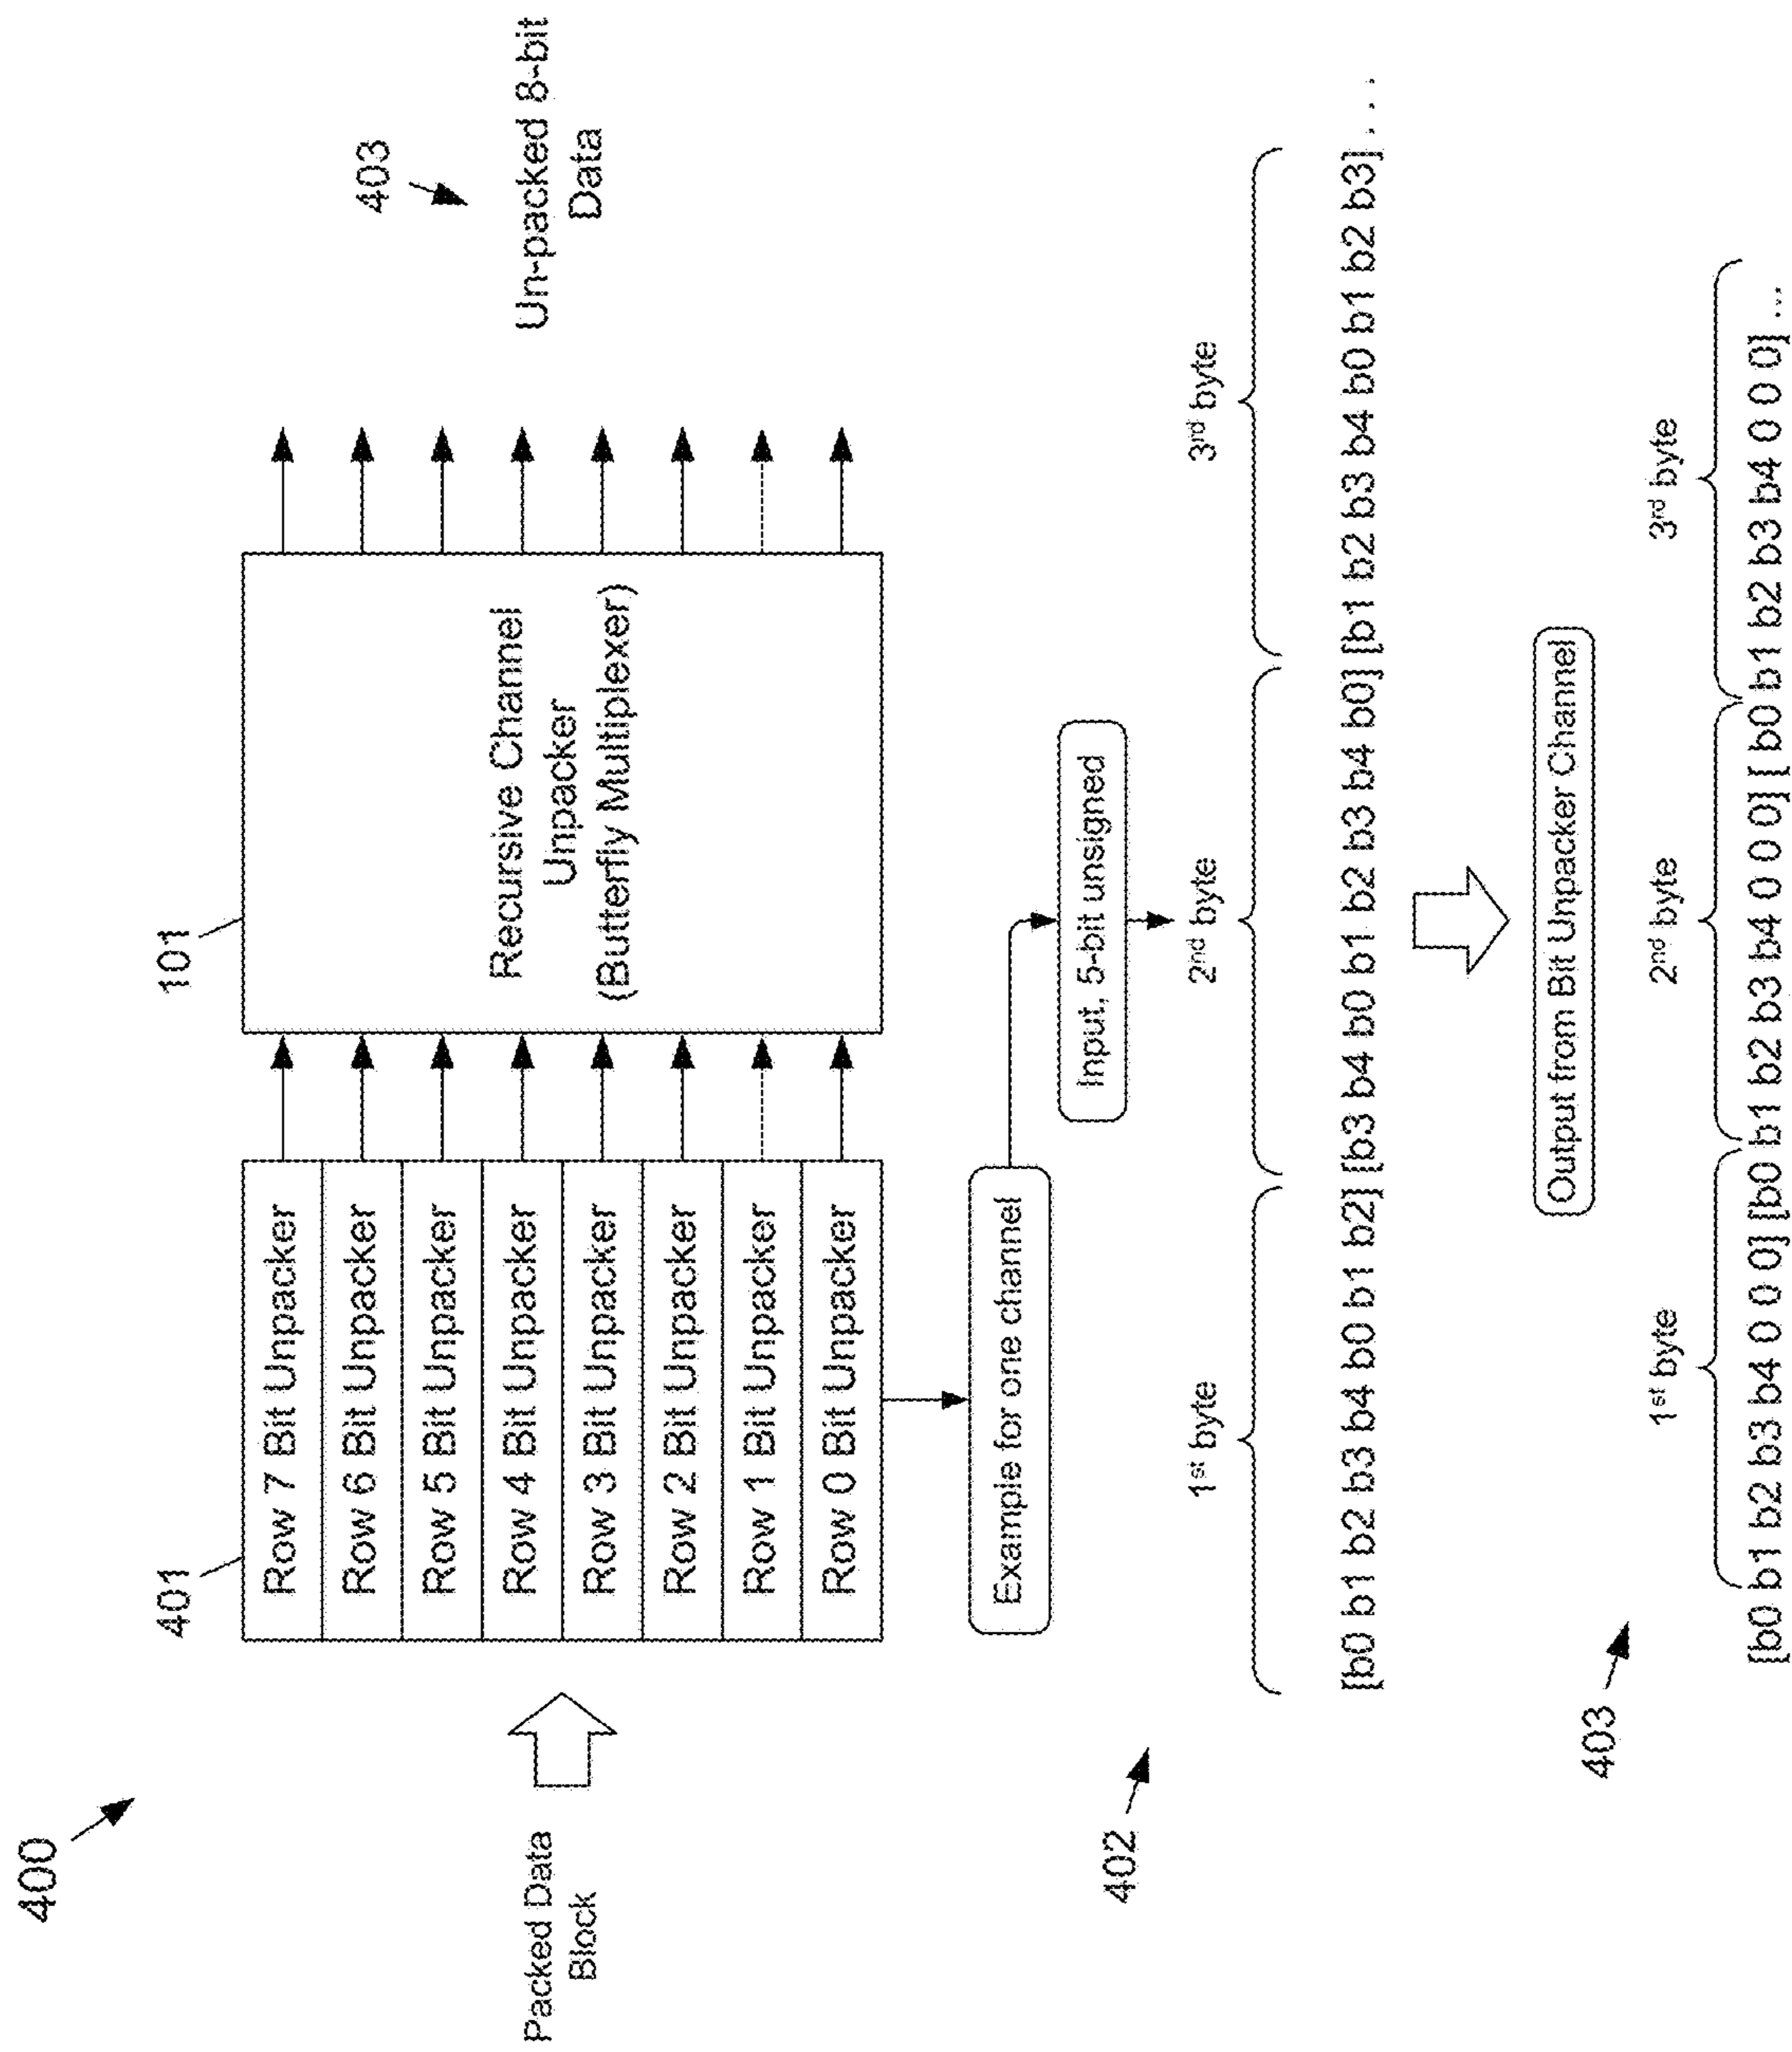 400
401
101
403
Packed Data
Block
Row 7 Bit Unpacker
Row 6 Bit Unpacker
Row 5 Bit Unpacker
Row 4 Bit Unpacker
Row 3 Bit Unpacker
Row 2 Bit Unpacker
Row 1 Bit Unpacker
Row 0 Bit Unpacker
Recursive Channel
Unpacker
(Butterfly Multiplexer)
Un-packed 8-bit
Data
Example for one channel
Input, 5-bit unsigned
402
1st byte
2nd byte
3rd byte
[b0 b1 b2 b3 b4 b0 b1 b2] [b3 b4 b0 b1 b2 b3 b4 b0] [b1 b2 b3 b4 b0 b1 b2 b3] . . .
Output from Bit Unpacker Channel
403
1st byte
2nd byte
3rd byte
[b0 b1 b2 b3 b4 0 0 0] [b0 b1 b2 b3 b4 0 0 0] [ b0 b1 b2 b3 b4 0 0 0] ...